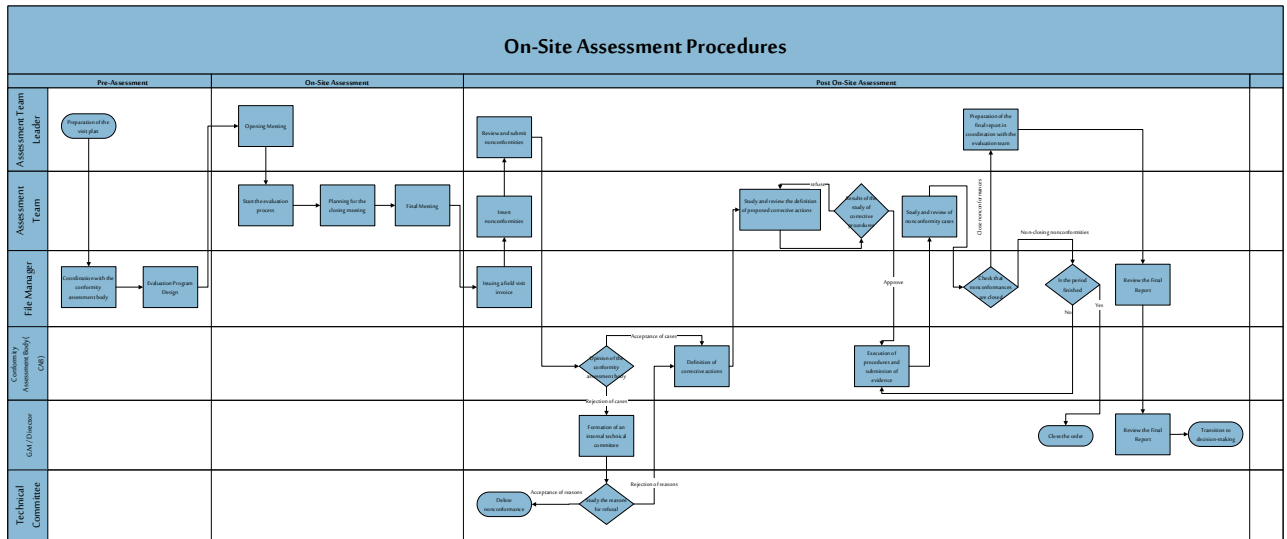 On-Site Assessment Procedures
Pre-Assessment
On-Site Assessment
Post On-Site Assessment
Assessment Team
Leader
Preparation of the
visit plan
Opening Meeting
Review and submit
nonconformities
Preparation of the
final report in
coordination with the
evaluation team
Assessment
Team
Start the evaluation
process
Planning for the
closing meeting
Final Meeting
Insert
nonconformities
Study and review the definition
of proposed corrective actions
refuse
Results of the
study of
corrective
procedures
Study and review of
nonconformity cases
Close nonconformances
Non-closing nonconformities
File Manager
Coordination with the
conformity
assessment body
Evaluation Program
Design
Issuing a field visit
invoice
Approve
Check that
nonconformances
are closed
Is the period
finished
No
Yes
Review the Final
Report
Conformity
Assessment Body(
CAB)
Opinion of the
conformity
assessment body
Acceptance of cases
Rejection of cases
Definition of
corrective actions
Execution of
procedures and
submission of
evidence
GM / Director
Formation of an
internal technical
committee
Close the order
Review the Final
Report
Transition to
decision-making
Technical
Committee
Delete
nonconformance
Acceptance of reasons
Study the reasons
for refusal
Rejection of reasons